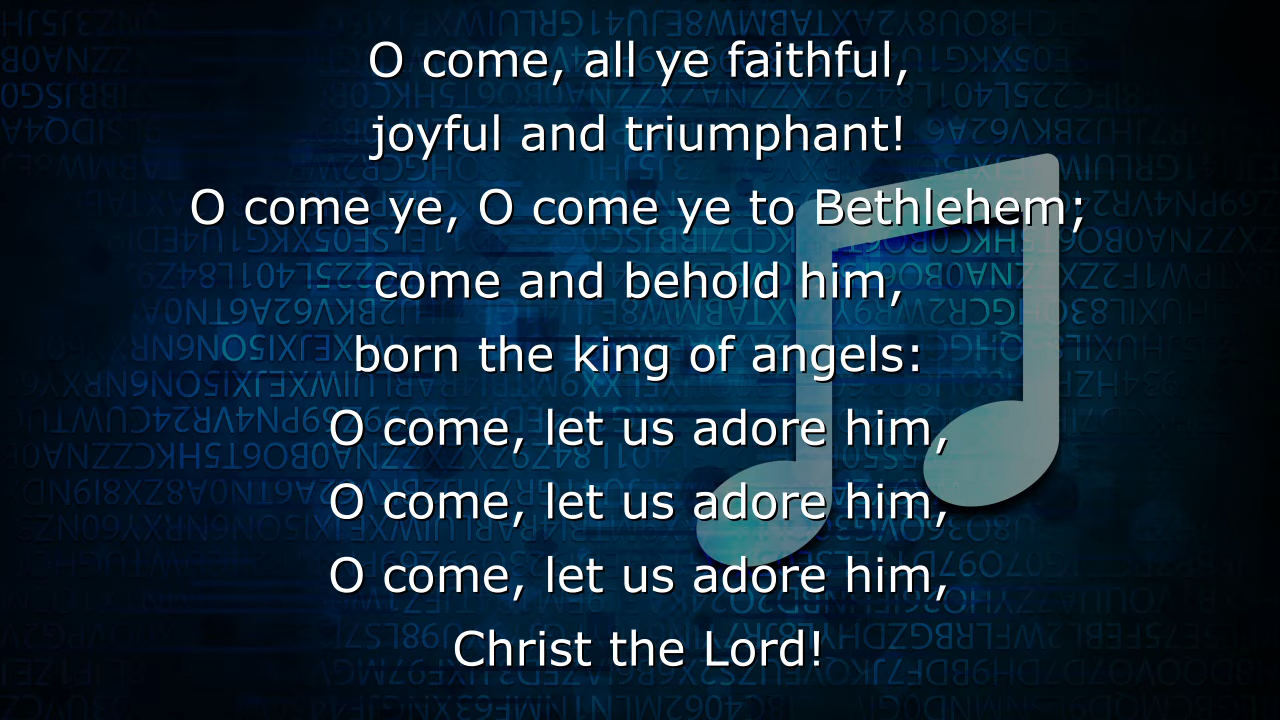 O come, all ye faithful,
joyful and triumphant!
O come ye, O come ye to Bethlehem;
come and behold him,
born the king of angels:
O come, let us adore him,
O come, let us adore him,
O come, let us adore him,
Christ the Lord!